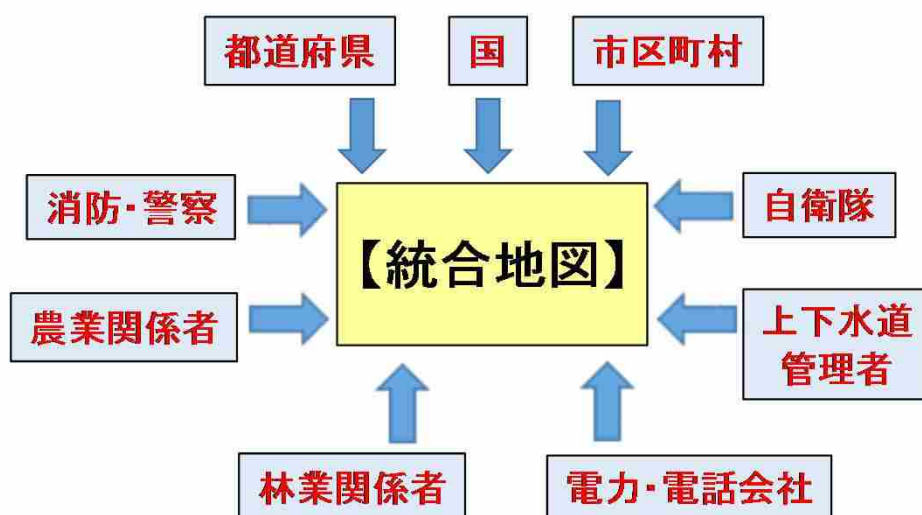 都道府県
国
市区町村
消防・警察
自衛隊
【統合地図】
農業関係者
上下水道
管理者
林業関係者
電力・電話会社